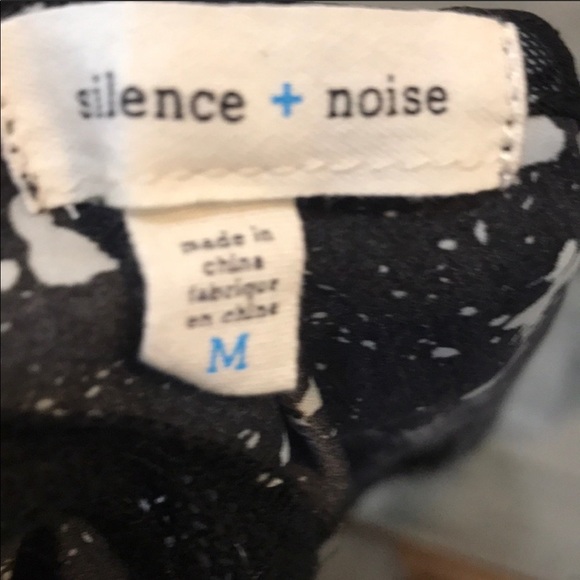 silence + noise
made in
china
fabriqué
en chine
M